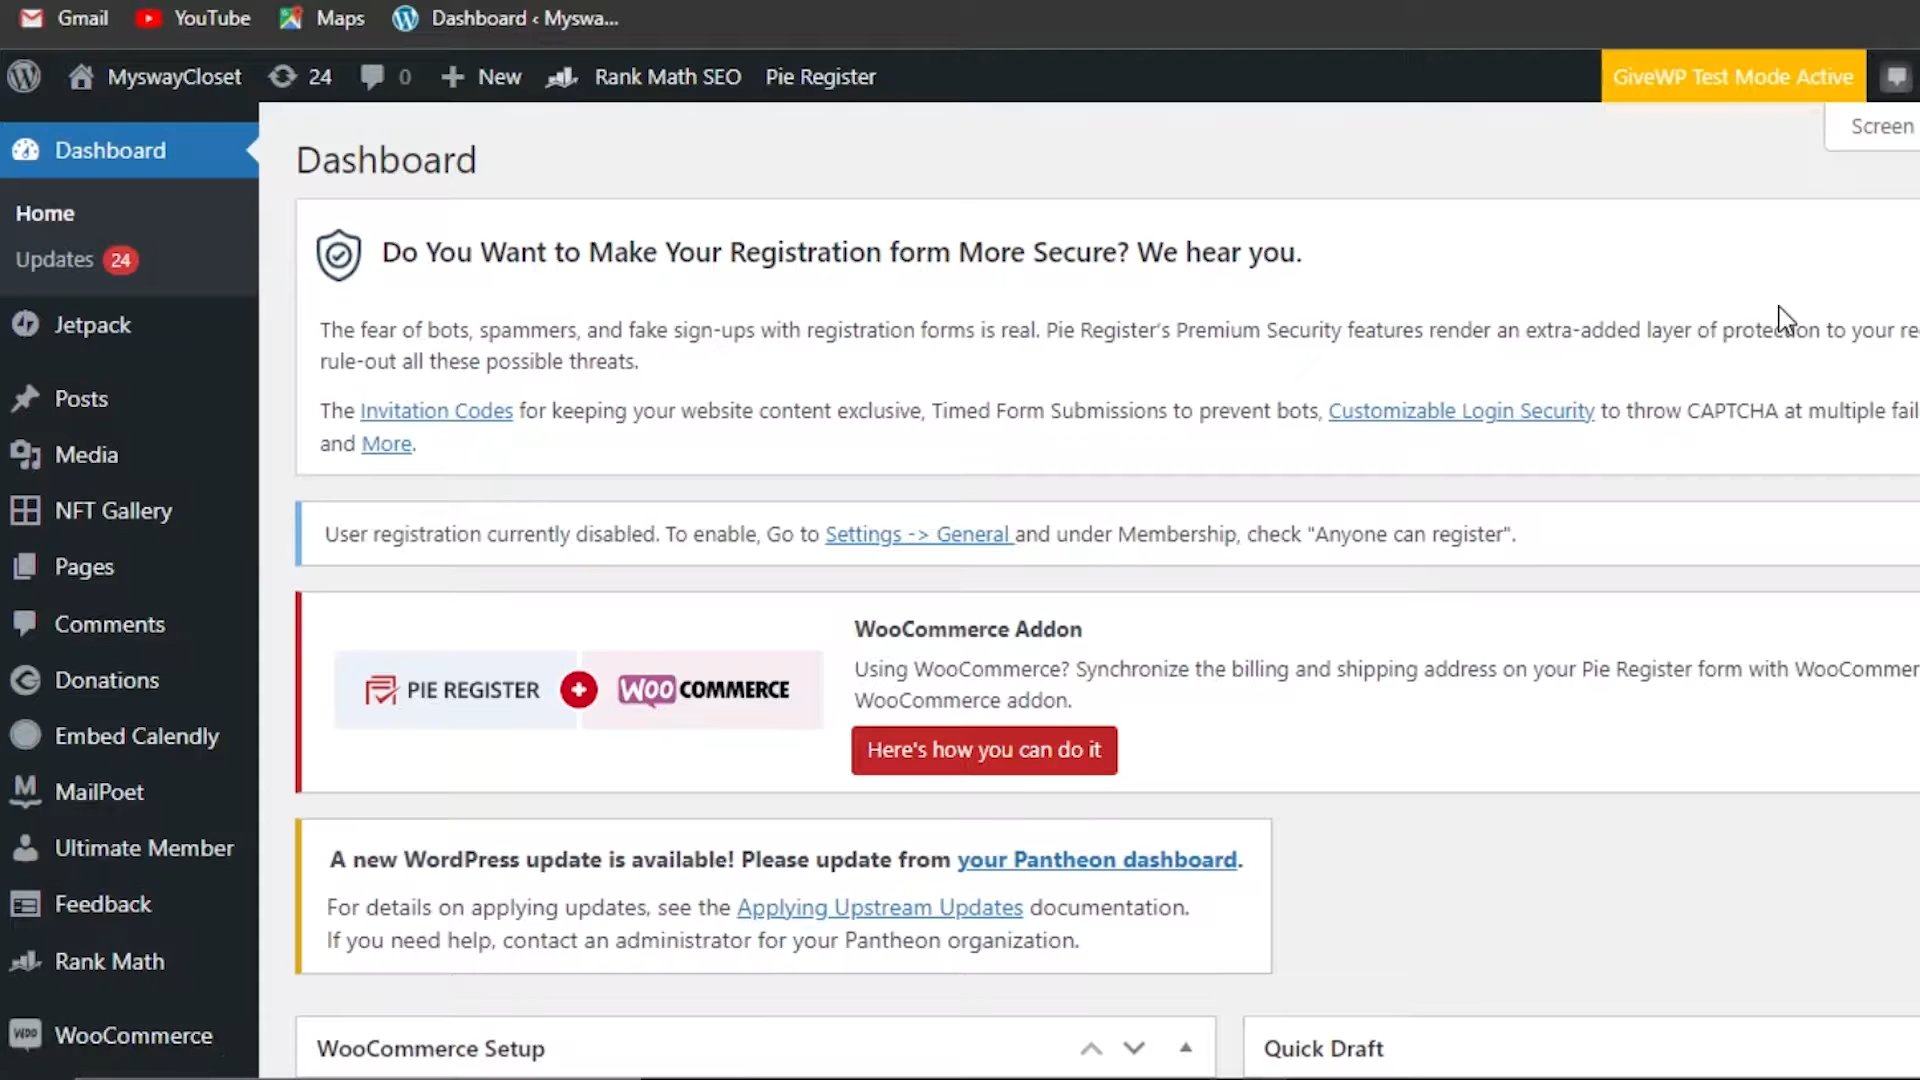 Gmail YouTube Maps Dashboard ‹ Myswa...
MyswayCloset 24 0 New Rank Math SEO Pie Register GiveWP Test Mode Active
Screen
Dashboard
Dashboard
Home
Updates 24
Jetpack
Posts
Media
NFT Gallery
Pages
Comments
Donations
Embed Calendly
MailPoet
Ultimate Member
Feedback
Rank Math
WooCommerce
Do You Want to Make Your Registration form More Secure? We hear you.
The fear of bots, spammers, and fake sign-ups with registration forms is real. Pie Register's Premium Security features render an extra-added layer of protection to your re
rule-out all these possible threats.
The Invitation Codes for keeping your website content exclusive, Timed Form Submissions to prevent bots, Customizable Login Security to throw CAPTCHA at multiple fail
and More.
User registration currently disabled. To enable, Go to Settings -> General and under Membership, check "Anyone can register".
PIE REGISTER + WOO COMMERCE
WooCommerce Addon
Using WooCommerce? Synchronize the billing and shipping address on your Pie Register form with WooCommer
WooCommerce addon.
Here's how you can do it
A new WordPress update is available! Please update from your Pantheon dashboard.
For details on applying updates, see the Applying Upstream Updates documentation.
If you need help, contact an administrator for your Pantheon organization.
WooCommerce Setup
Quick Draft